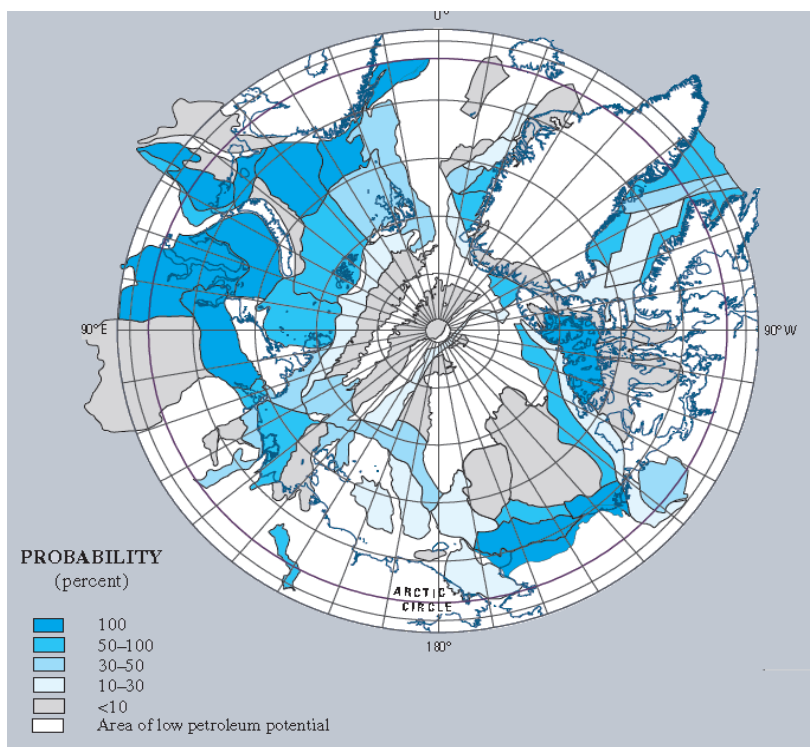 0°
90°E
90°W
ARCTIC
CIRCLE
180°
PROBABILITY
(percent)
100
50–100
30–50
10–30
<10
Area of low petroleum potential